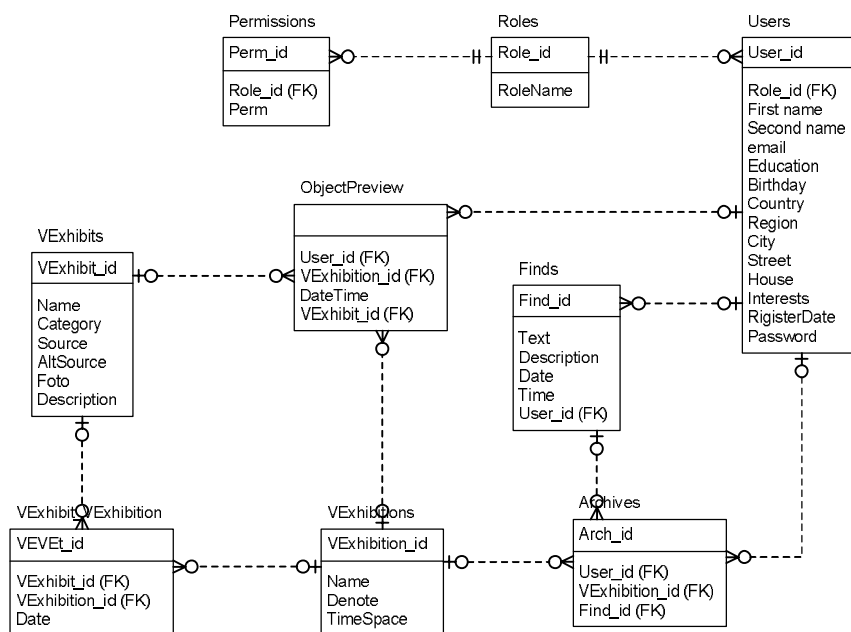 Permissions
Perm_id
Role_id (FK)
Perm
Roles
Role_id
RoleName
Users
User_id
Role_id (FK)
First name
Second name
email
Education
Birthday
Country
Region
City
Street
House
Interests
RigisterDate
Password
ObjectPreview
User_id (FK)
VExhibition_id (FK)
DateTime
VExhibit_id (FK)
VExhibits
VExhibit_id
Name
Category
Source
AltSource
Foto
Description
Finds
Find_id
Text
Description
Date
Time
User_id (FK)
VExhibit_VExhibition
VEVEt_id
VExhibit_id (FK)
VExhibition_id (FK)
Date
VExhibitions
VExhibition_id
Name
Denote
TimeSpace
Archives
Arch_id
User_id (FK)
VExhibition_id (FK)
Find_id (FK)